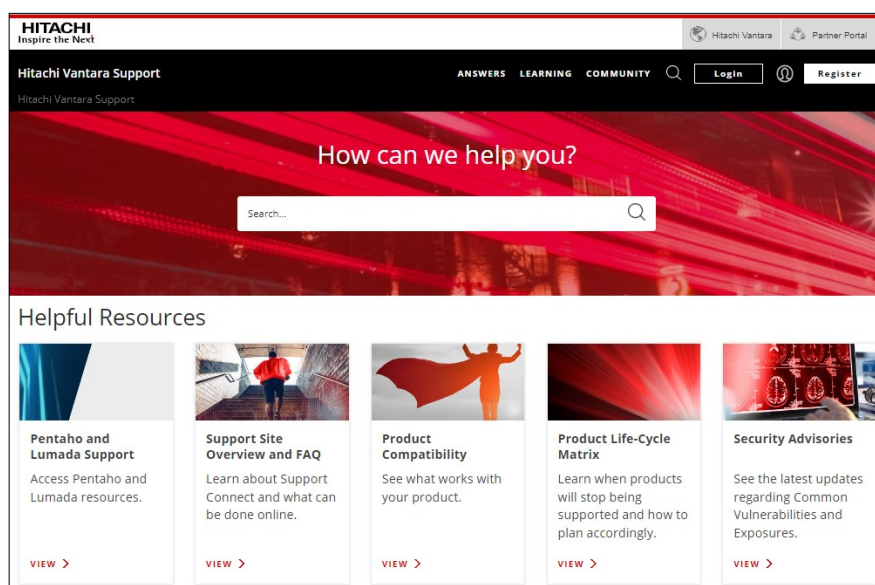 HITACHI
Inspire the Next
Hitachi Vantara
Partner Portal
Hitachi Vantara Support
ANSWERS LEARNING COMMUNITY
Login
Register
Hitachi Vantara Support
How can we help you?
Search...
Helpful Resources
Pentaho and
Lumada Support
Access Pentaho and
Lumada resources.
VIEW
Support Site
Overview and FAQ
Learn about Support
Connect and what can
be done online.
VIEW
Product
Compatibility
See what works with
your product.
VIEW
Product Life-Cycle
Matrix
Learn when products
will stop being
supported and how to
plan accordingly.
VIEW
Security Advisories
See the latest updates
regarding Common
Vulnerabilities and
Exposures.
VIEW